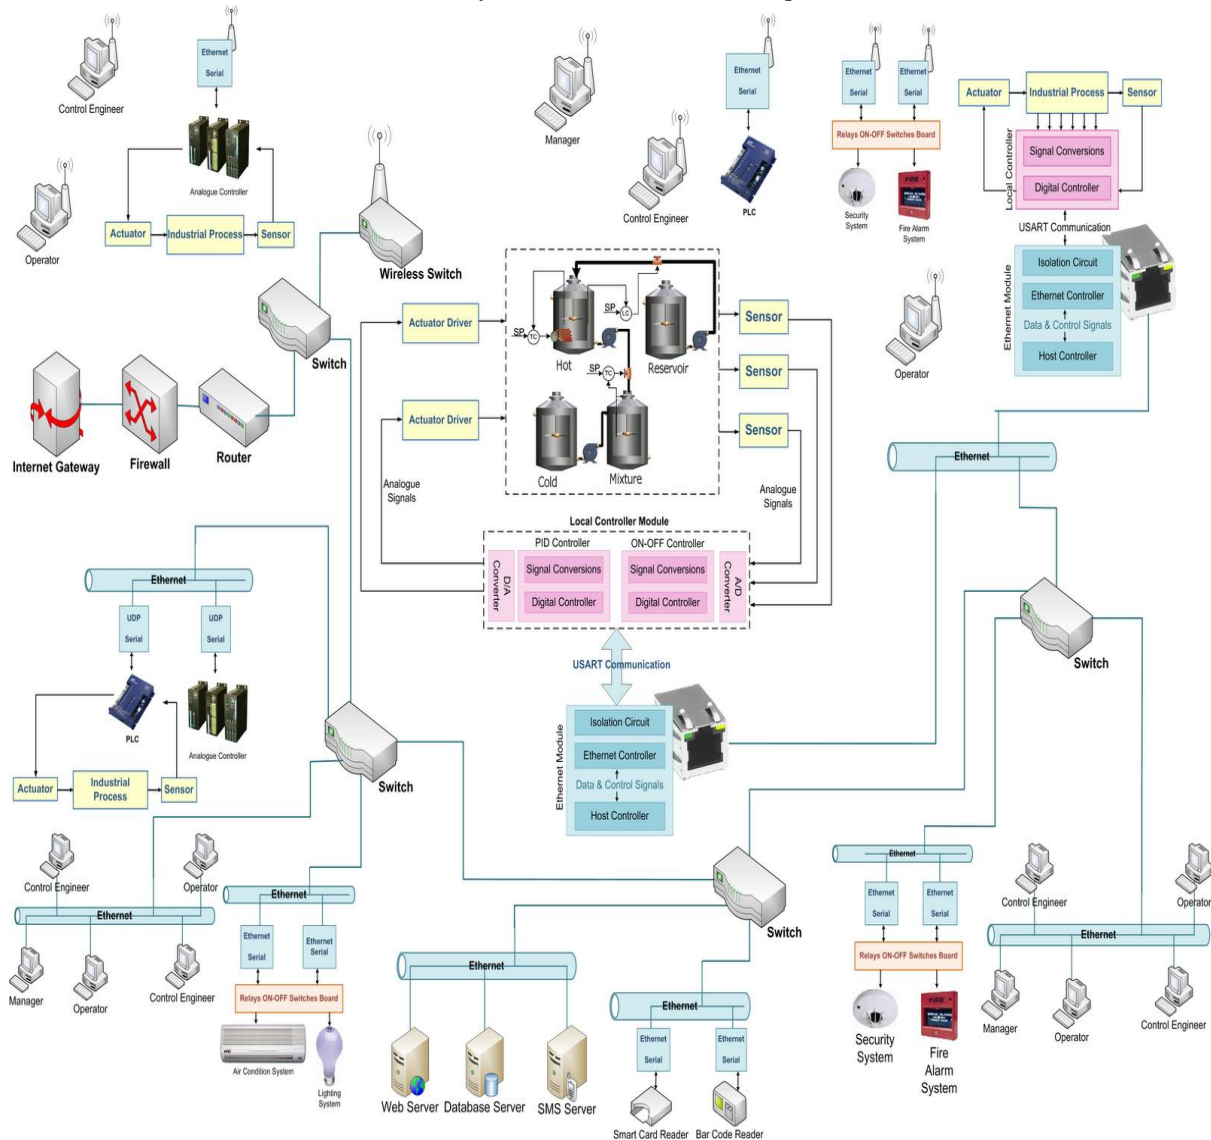 Control Engineer
Ethernet
Serial
Analogue Controller
Actuator
Industrial Process
Sensor
Operator
Wireless Switch
Switch
Internet Gateway
Firewall
Router
Manager
Control Engineer
Ethernet
Serial
PLC
Ethernet
Serial
Ethernet
Serial
Relays ON-OFF Switches Board
Security
System
FIRE
Fire Alarm
System
Operator
Actuator
Industrial Process
Sensor
Local Controller
Signal Conversions
Digital Controller
USART Communication
Ethernet Module
Isolation Circuit
Ethernet Controller
Data & Control Signals
Host Controller
Actuator Driver
Actuator Driver
SP
TC
SP
LC
Hot
Reservoir
SP
TC
Cold
Mixture
Sensor
Sensor
Sensor
Analogue
Signals
Analogue
Signals
Local Controller Module
PID Controller
ON-OFF Controller
D/A
Converter
Signal Conversions
Digital Controller
Signal Conversions
Digital Controller
A/D
Converter
USART Communication
Ethernet Module
Isolation Circuit
Ethernet Controller
Data & Control Signals
Host Controller
Ethernet
Switch
Ethernet
UDP
Serial
UDP
Serial
PLC
Analogue Controller
Actuator
Industrial
Process
Sensor
Switch
Control Engineer
Operator
Ethernet
Manager
Operator
Control Engineer
Ethernet
Ethernet
Serial
Ethernet
Serial
Relays ON-OFF Switches Board
Air Condition System
Lighting
System
Switch
Ethernet
Web Server
Database Server
SMS Server
Ethernet
Ethernet
Serial
Ethernet
Serial
Smart Card Reader
Bar Code Reader
Ethernet
Ethernet
Serial
Ethernet
Serial
Relays ON-OFF Switches Board
Security
System
FIRE
Fire
Alarm
System
Control Engineer
Operator
Ethernet
Manager
Operator
Control Engineer